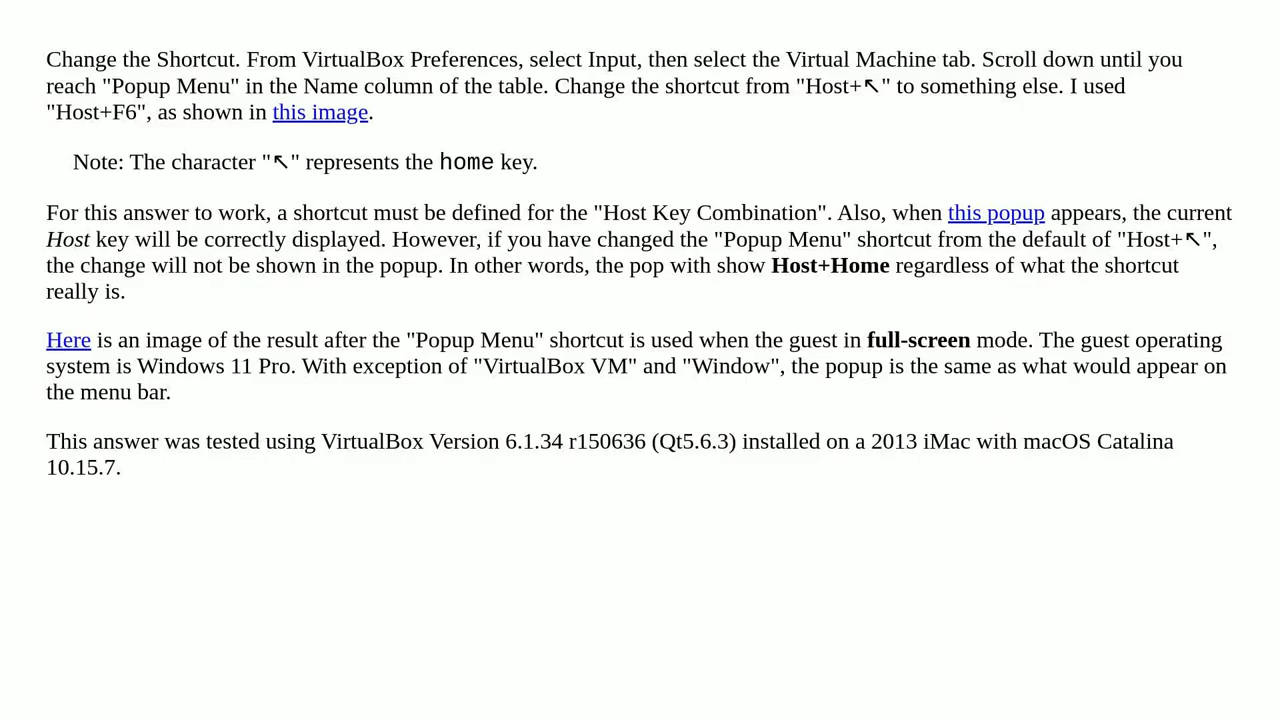 Change the Shortcut. From VirtualBox Preferences, select Input, then select the Virtual Machine tab. Scroll down until you
reach "Popup Menu" in the Name column of the table. Change the shortcut from "Host+↖" to something else. I used
"Host+F6", as shown in this image.
Note: The character "↖" represents the home key.
For this answer to work, a shortcut must be defined for the "Host Key Combination". Also, when this popup appears, the current
Host key will be correctly displayed. However, if you have changed the "Popup Menu" shortcut from the default of "Host+↖",
the change will not be shown in the popup. In other words, the pop with show Host+Home regardless of what the shortcut
really is.
Here is an image of the result after the "Popup Menu" shortcut is used when the guest in full-screen mode. The guest operating
system is Windows 11 Pro. With exception of "VirtualBox VM" and "Window", the popup is the same as what would appear on
the menu bar.
This answer was tested using VirtualBox Version 6.1.34 r150636 (Qt5.6.3) installed on a 2013 iMac with macOS Catalina
10.15.7.